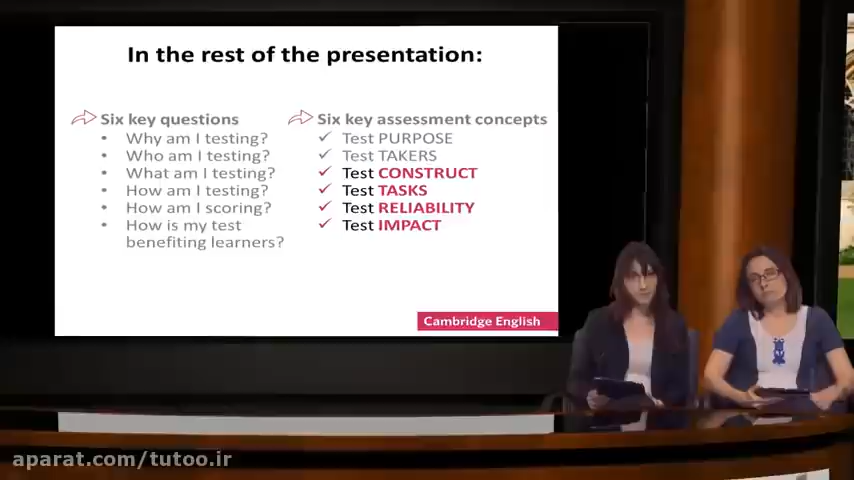 In the rest of the presentation:
Six key questions
• Why am I testing?
• Who am I testing?
• What am I testing?
• How am I testing?
• How am I scoring?
• How is my test
benefiting learners?
Six key assessment concepts
✓ Test PURPOSE
✓ Test TAKERS
✓ Test CONSTRUCT
✓ Test TASKS
✓ Test RELIABILITY
✓ Test IMPACT
Cambridge English
aparat.com/tutoo.ir